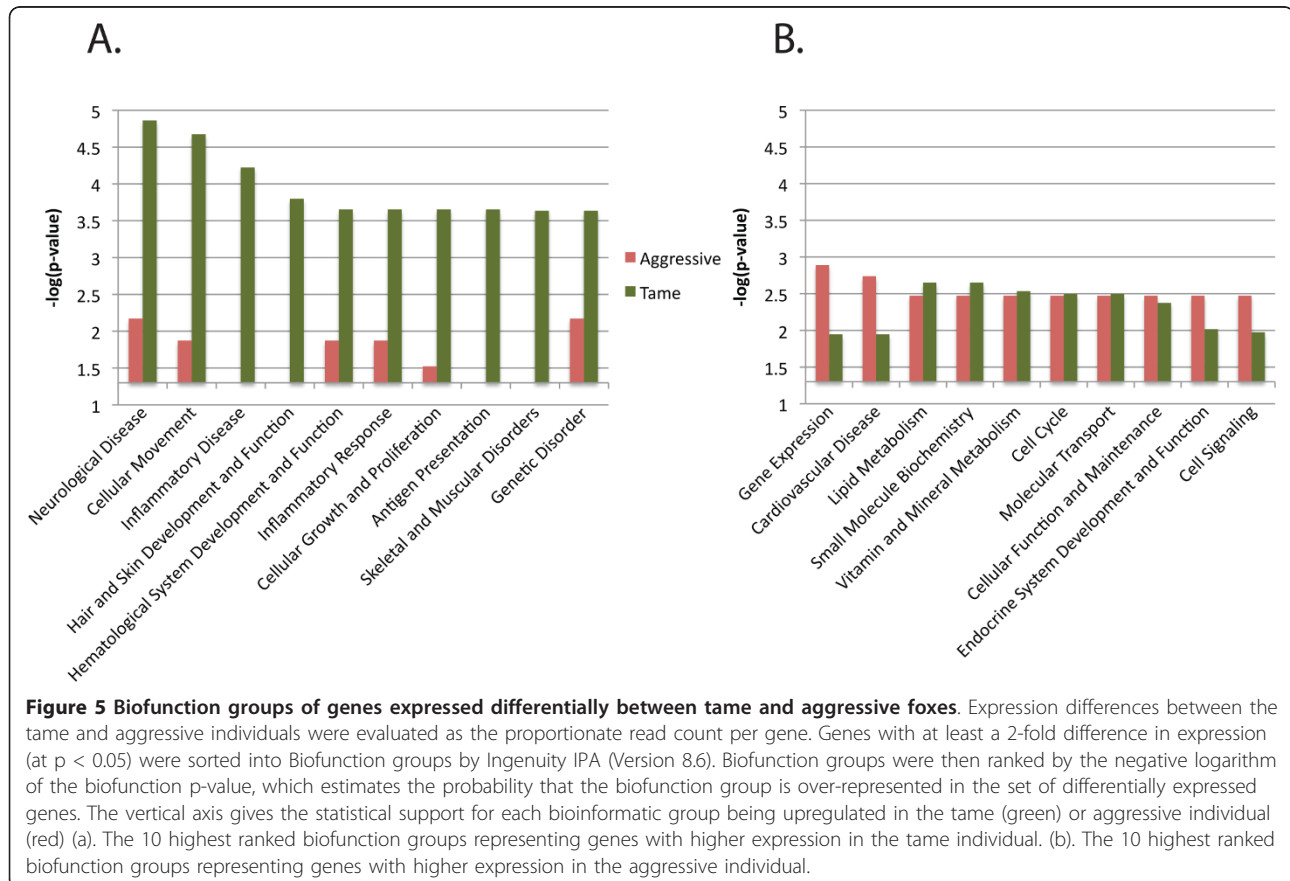 A.
5
4.5
4
3.5
3
2.5
2
1.5
1
-log(p-value)
Neurological Disease
Cellular Movement
Inflammatory Disease
Hair and Skin Development and Function
Hematological System Development and Function
Inflammatory Response
Cellular Growth and Proliferation
Antigen Presentation
Skeletal and Muscular Disorders
Genetic Disorder
Aggressive
Tame
B.
5
4.5
4
3.5
3
2.5
2
1.5
1
-log(p-value)
Gene Expression
Cardiovascular Disease
Lipid Metabolism
Small Molecule Biochemistry
Vitamin and Mineral Metabolism
Cell Cycle
Molecular Transport
Cellular Function and Maintenance
Endocrine System Development and Function
Cell Signaling
Figure 5 Biofunction groups of genes expressed differentially between tame and aggressive foxes. Expression differences between the
tame and aggressive individuals were evaluated as the proportionate read count per gene. Genes with at least a 2-fold difference in expression
(at p < 0.05) were sorted into Biofunction groups by Ingenuity IPA (Version 8.6). Biofunction groups were then ranked by the negative logarithm
of the biofunction p-value, which estimates the probability that the biofunction group is over-represented in the set of differentially expressed
genes. The vertical axis gives the statistical support for each bioinformatic group being upregulated in the tame (green) or aggressive individual
(red) (a). The 10 highest ranked biofunction groups representing genes with higher expression in the tame individual. (b). The 10 highest ranked
biofunction groups representing genes with higher expression in the aggressive individual.